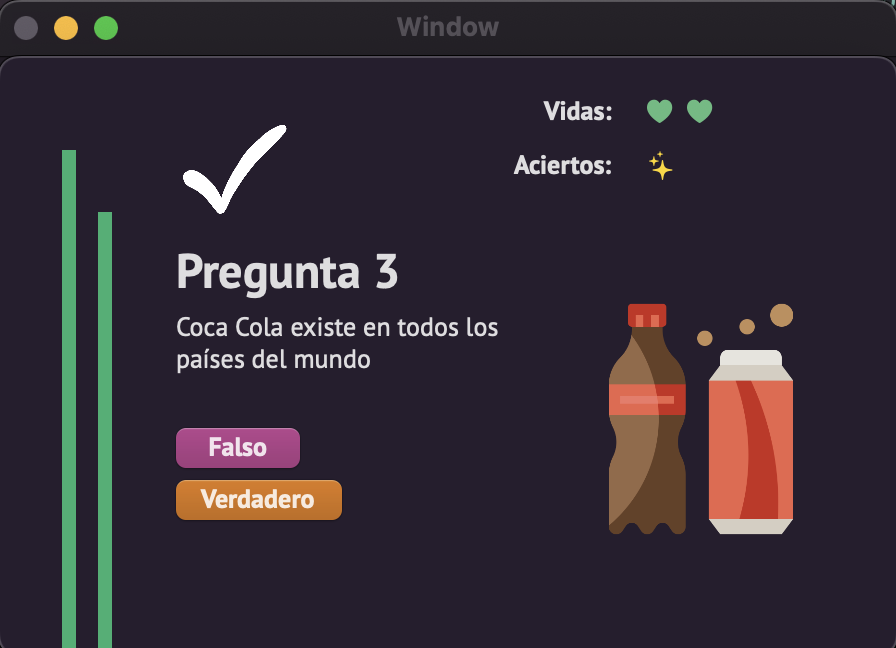 Window
Vidas:
Aciertos:
Pregunta 3
Coca Cola existe en todos los
países del mundo
Falso
Verdadero